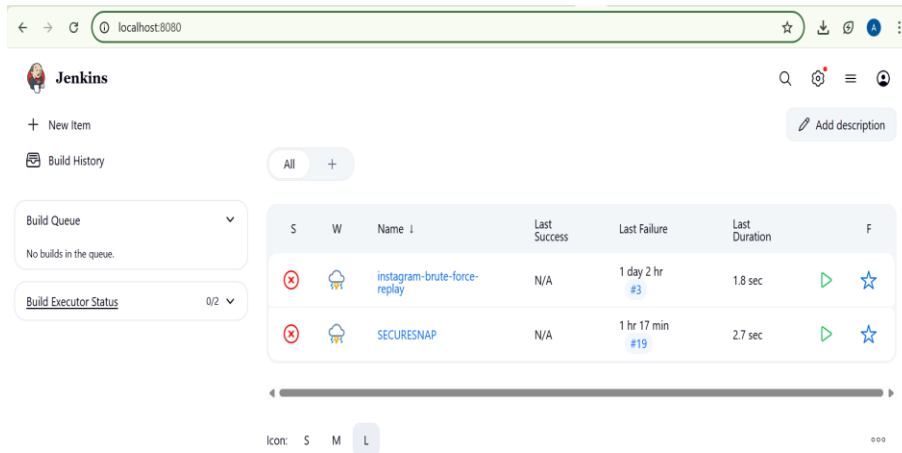 localhost:8080
A
Jenkins
New Item
Add description
Build History
All
Build Queue
No builds in the queue.
Build Executor Status 0/2
S W Name ↓ Last Success Last Failure Last Duration F
instagram-brute-force-replay N/A 1 day 2 hr #3 1.8 sec
SECURESNAP N/A 1 hr 17 min #19 2.7 sec
Icon: S M L